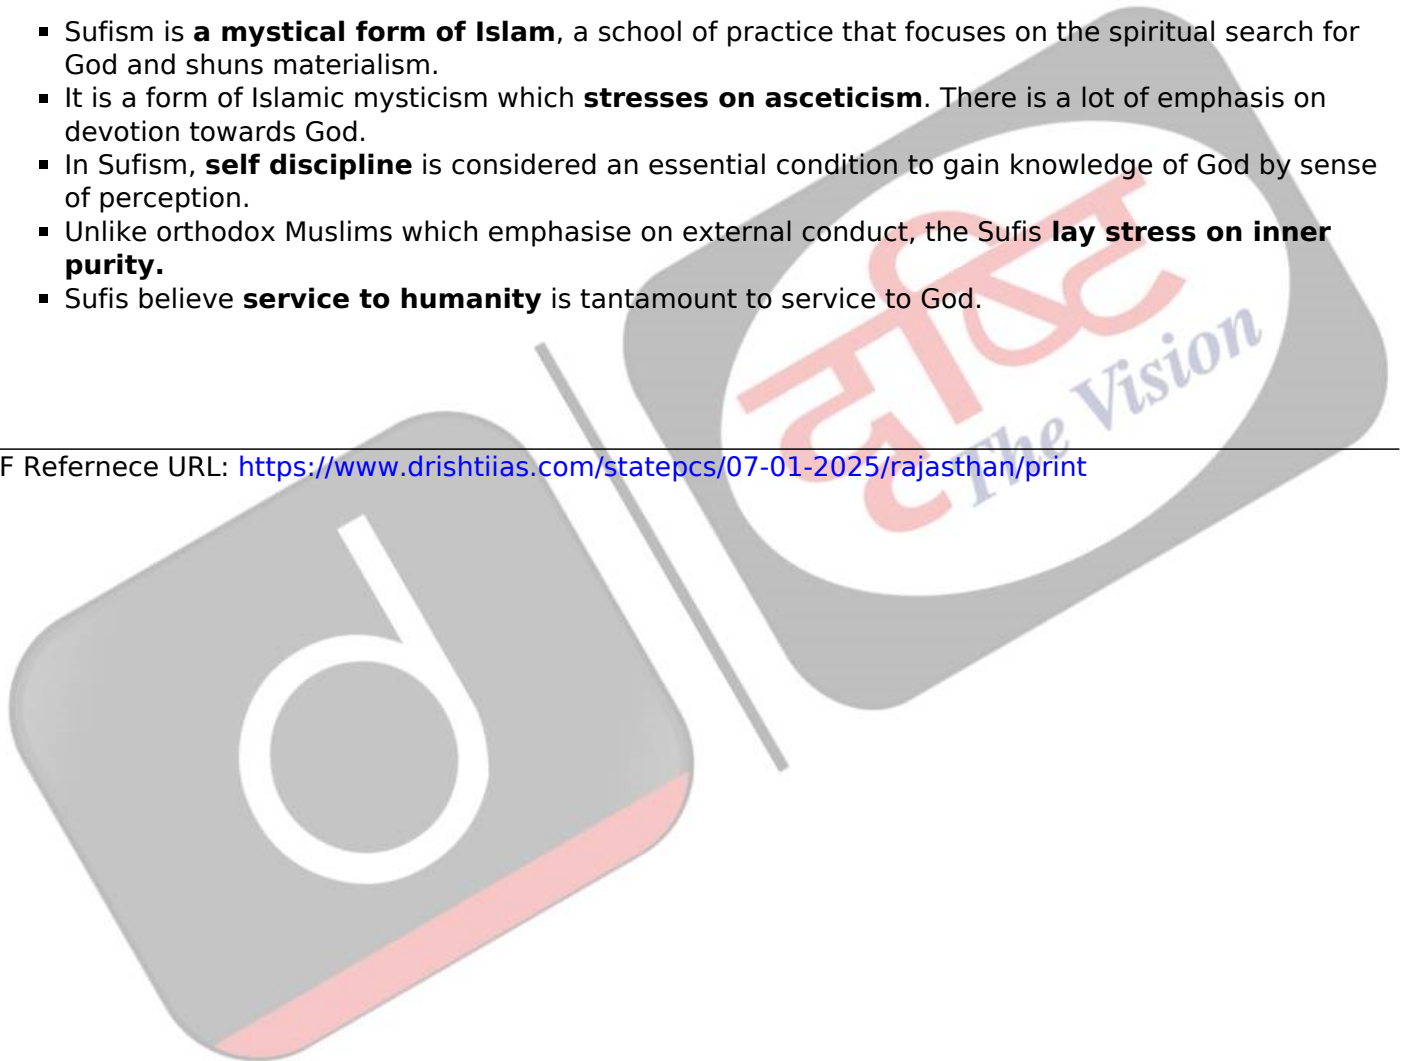 ▪ Sufism is a mystical form of Islam, a school of practice that focuses on the spiritual search for
God and shuns materialism.
▪ It is a form of Islamic mysticism which stresses on asceticism. There is a lot of emphasis on
devotion towards God.
▪ In Sufism, self discipline is considered an essential condition to gain knowledge of God by sense
of perception.
▪ Unlike orthodox Muslims which emphasise on external conduct, the Sufis lay stress on inner
purity.
▪ Sufis believe service to humanity is tantamount to service to God.
दृष्टि
The Vision
F Refernece URL: https://www.drishtiias.com/statepcs/07-01-2025/rajasthan/print
d